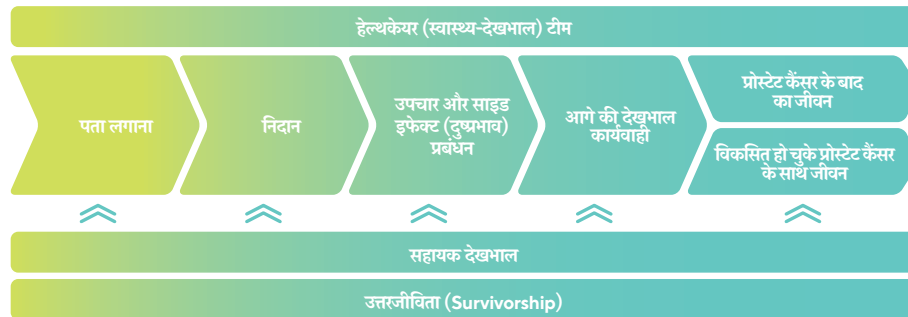 हेल्थकेयर (स्वास्थ्य-देखभाल) टीम
पता लगाना
निदान
उपचार और साइड
इफेक्ट (दुष्प्रभाव)
प्रबंधन
आगे की देखभाल
कार्यवाही
प्रोस्टेट कैंसर के बाद
का जीवन
विकसित हो चुके प्रोस्टेट कैंसर
के साथ जीवन
सहायक देखभाल
उत्तरजीविता (Survivorship)